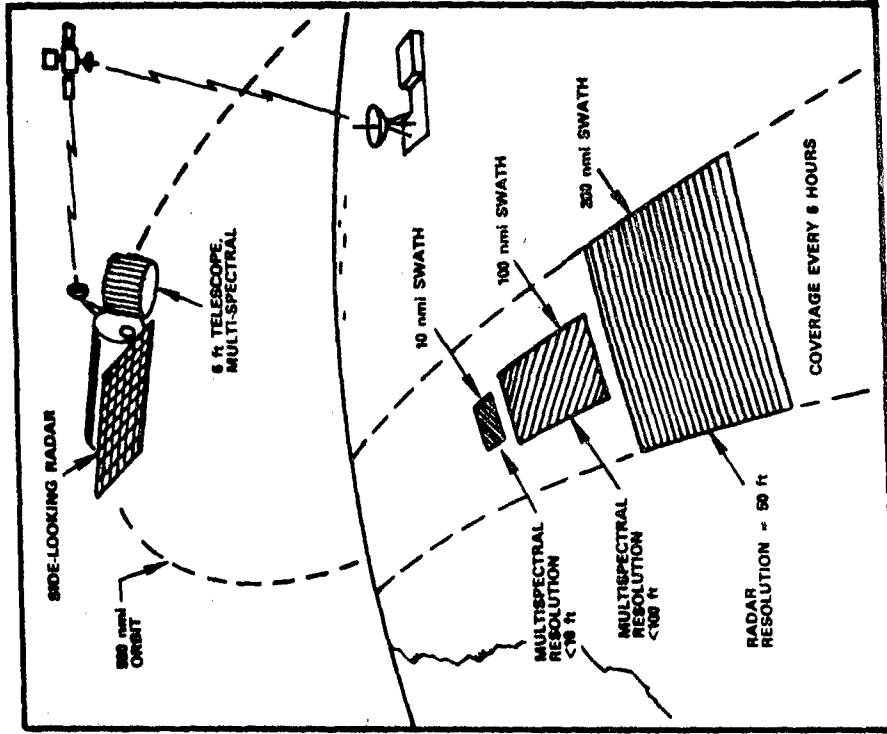 SIDE-LOOKING RADAR
6 ft TELESCOPE,
MULTI-SPECTRAL
nmi
ORBIT
10 nmi SWATH
100 nmi SWATH
200 nmi SWATH
MULTISPECTRAL
RESOLUTION
<10 ft
MULTISPECTRAL
RESOLUTION
<100 ft
RADAR
RESOLUTION = 50 ft
COVERAGE EVERY 6 HOURS